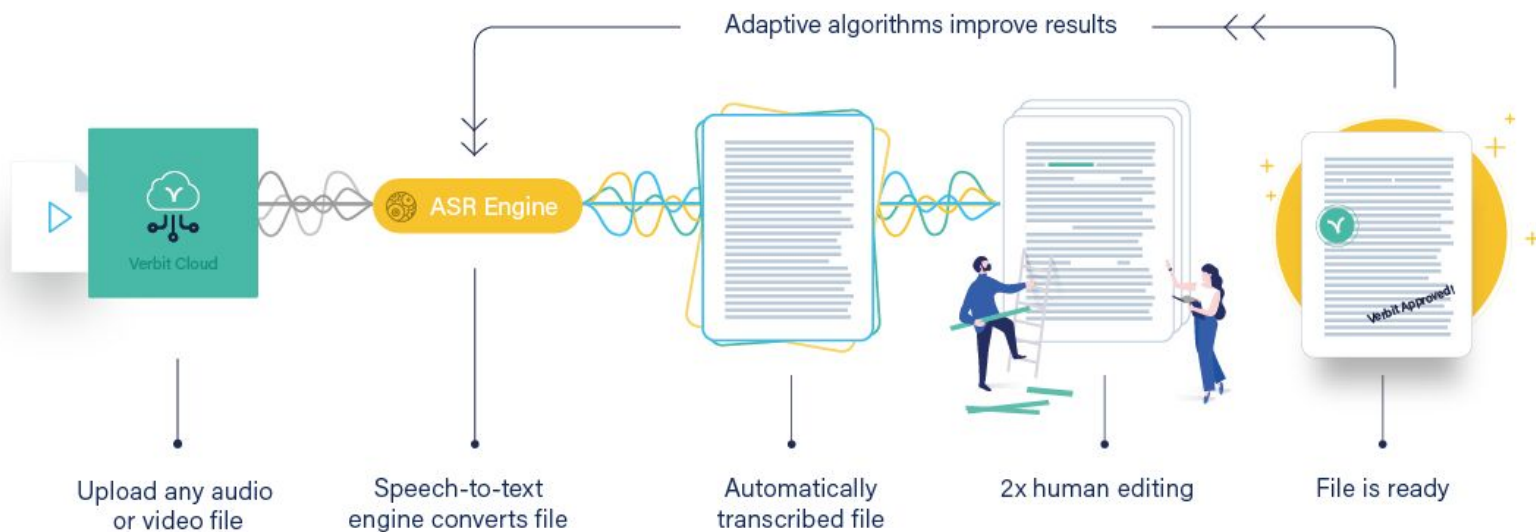 Adaptive algorithms improve results
Verbit Cloud
ASR Engine
Verbit Approved!
Upload any audio
or video file
Speech-to-text
engine converts file
Automatically
transcribed file
2x human editing
File is ready